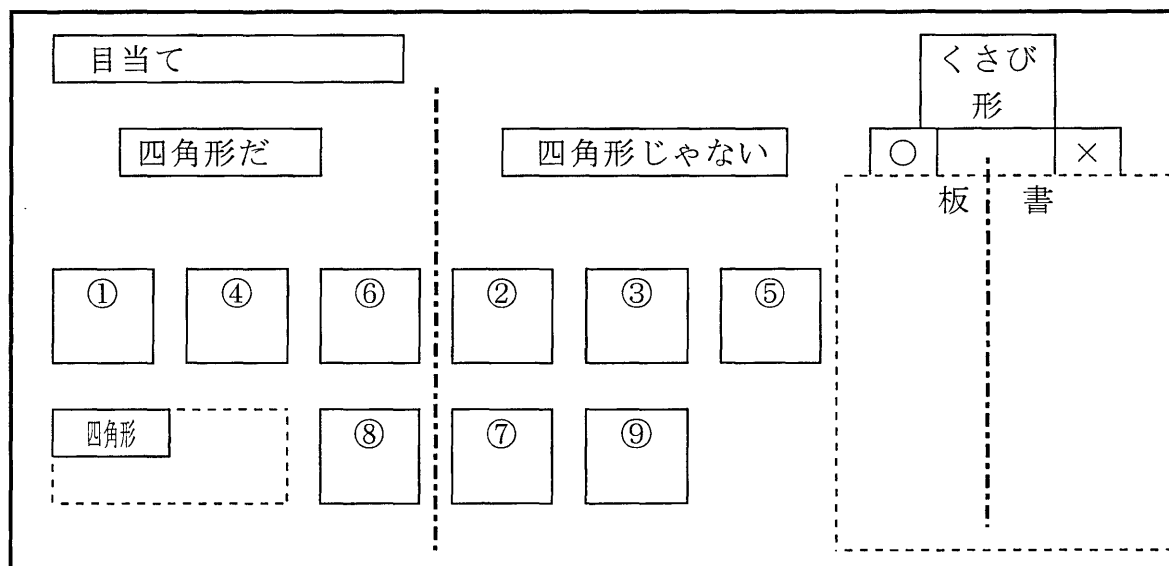 目当て
くさび
形
四角形だ
四角形じゃない
○
×
板 書
① ④ ⑥ ② ③ ⑤
四角形
⑧ ⑦ ⑨